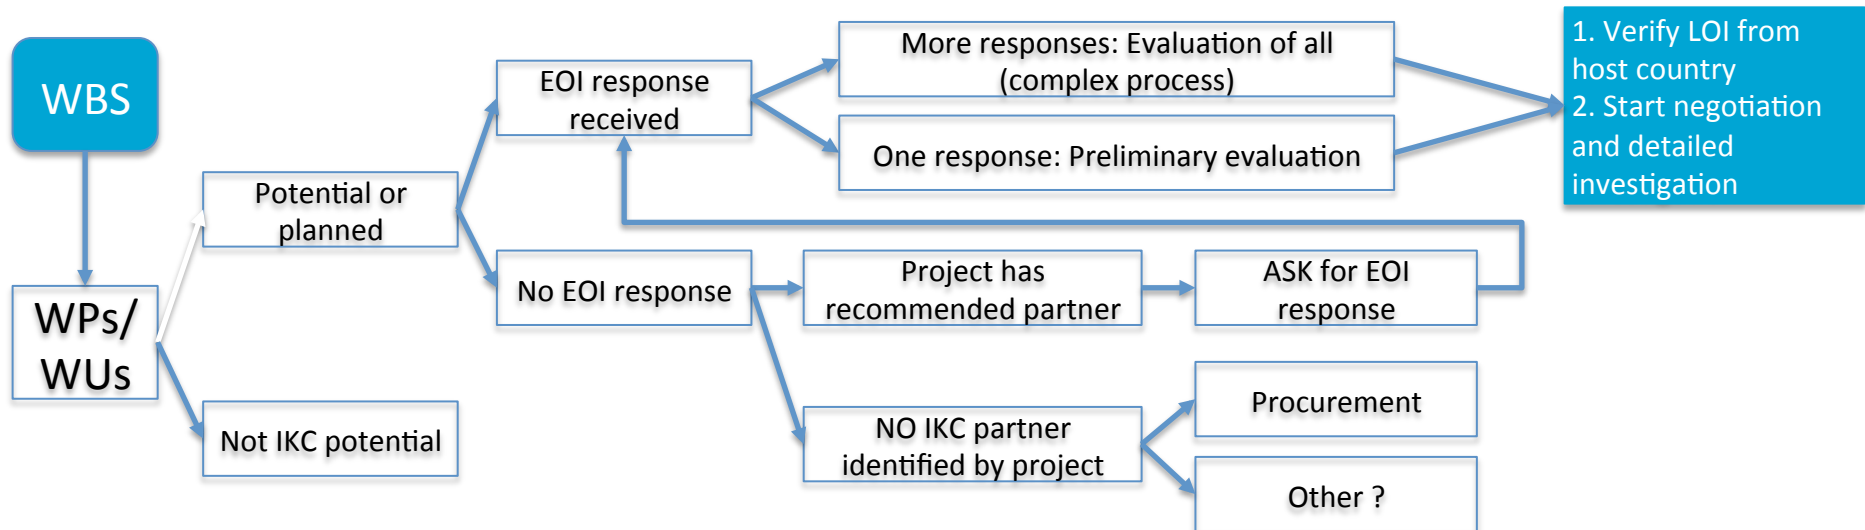 WBS
WPs/
WUs
Potential or
planned
Not IKC potential
EOI response
received
No EOI response
More responses: Evaluation of all
(complex process)
One response: Preliminary evaluation
Project has
recommended partner
ASK for EOI
response
NO IKC partner
identified by project
Procurement
Other ?
1. Verify LOI from
host country
2. Start negotiation
and detailed
investigation